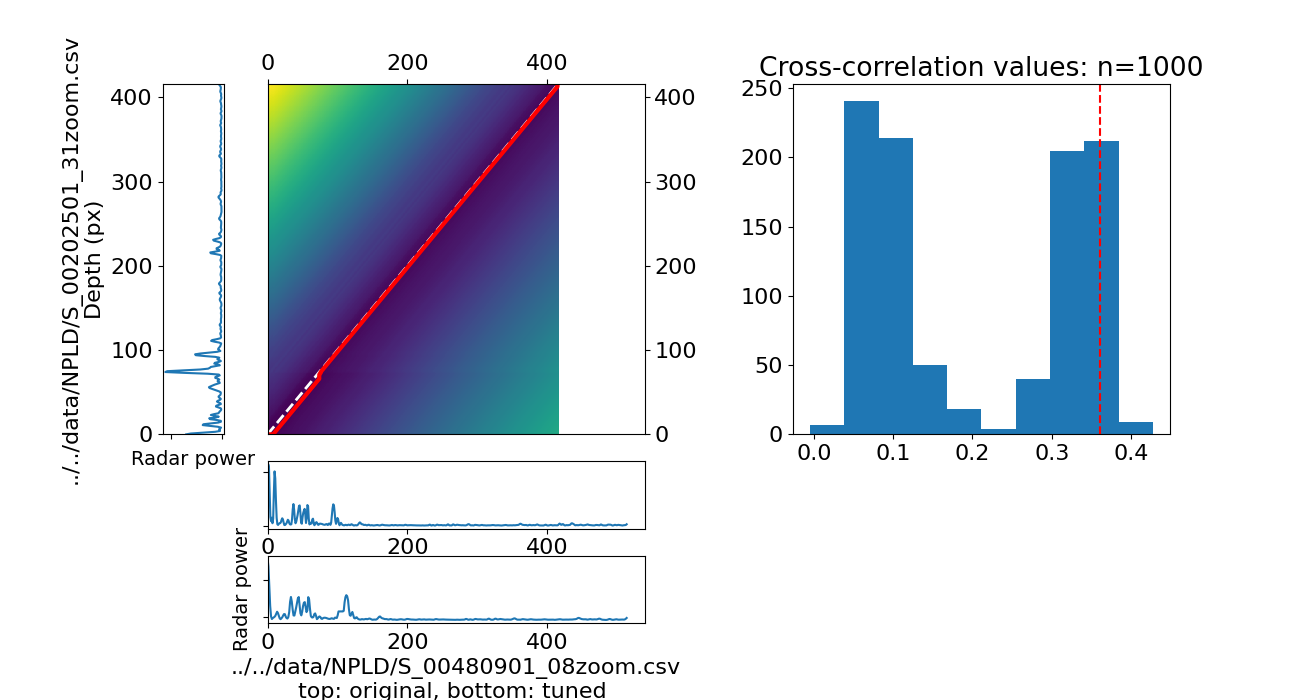 Cross-correlation values: n=1000
../../data/NPLD/S_00202501_31zoom.csv
Depth (px)
0 200 400
400 300 200 100 0
400 300 200 100 0
250 200 150 100 50 0
0.0 0.1 0.2 0.3 0.4
Radar power
0 200 400
Radar power
0 200 400
../../data/NPLD/S_00480901_08zoom.csv
top: original, bottom: tuned